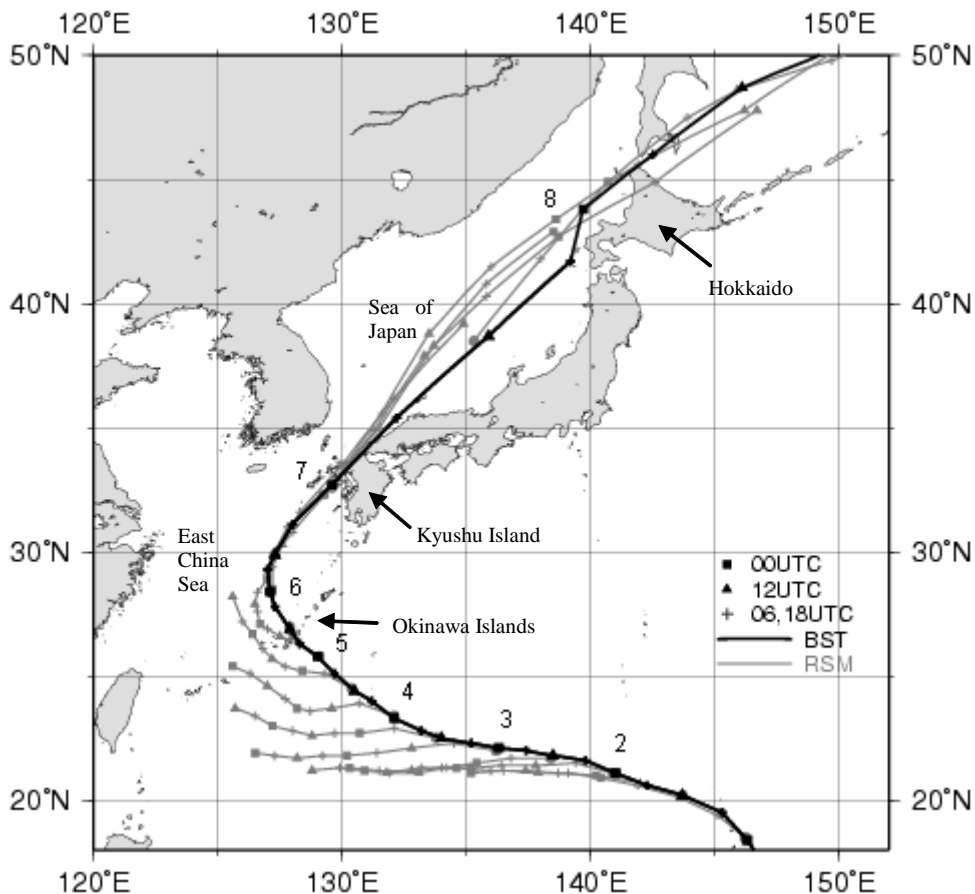 120°E 130°E 140°E 150°E
50°N 50°N
8
Hokkaido
Sea of
Japan
40°N 40°N
7
Kyushu Island
East
China
Sea
30°N 30°N
6
Okinawa Islands
5
4
3
2
00UTC
12UTC
06,18UTC
BST
RSM
20°N 20°N
120°E 130°E 140°E 150°E